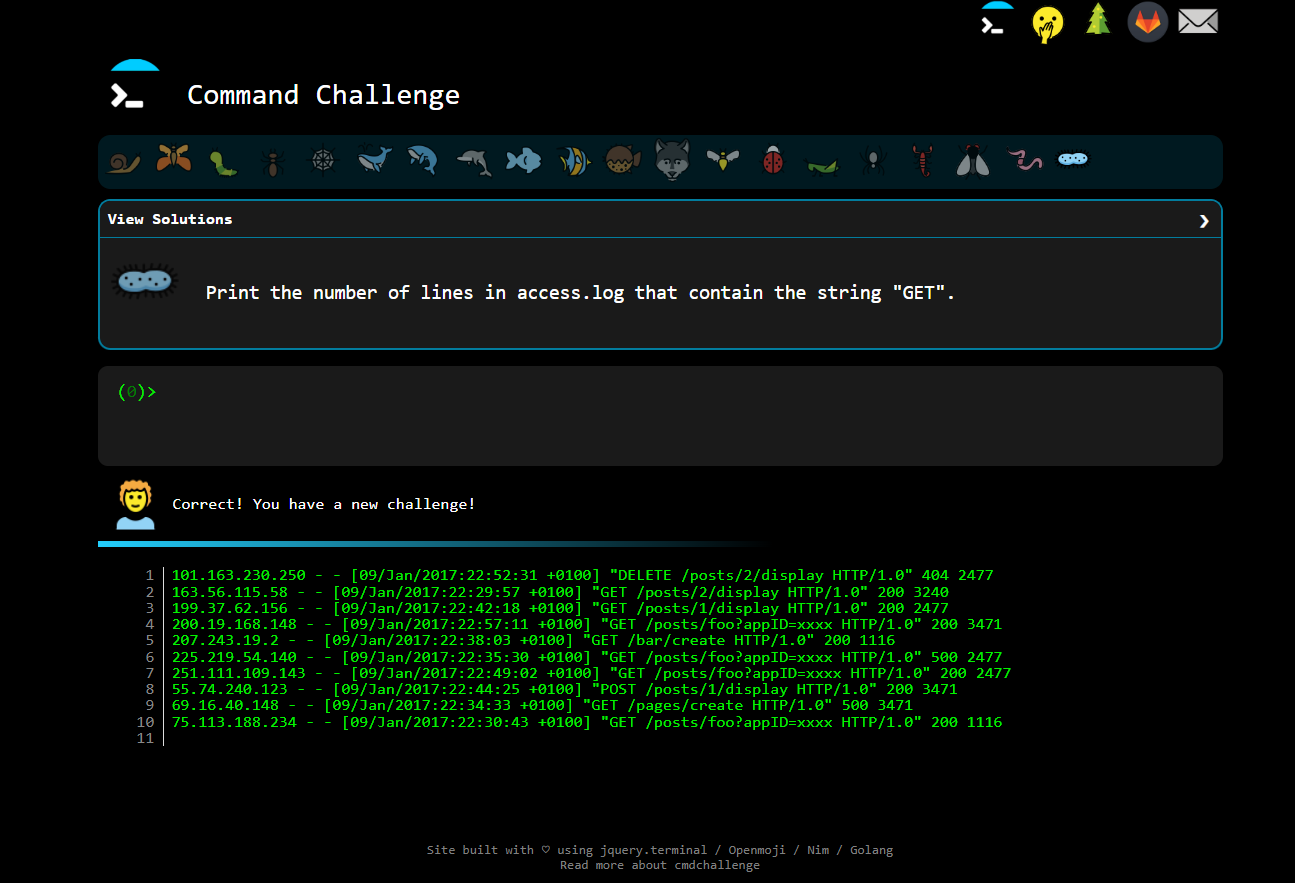 Command Challenge
View Solutions
Print the number of lines in access.log that contain the string "GET".
(0)>
Correct! You have a new challenge!
1 101.163.230.250 - - [09/Jan/2017:22:52:31 +0100] "DELETE /posts/2/display HTTP/1.0" 404 2477
2 163.56.115.58 - - [09/Jan/2017:22:29:57 +0100] "GET /posts/2/display HTTP/1.0" 200 3240
3 199.37.62.156 - - [09/Jan/2017:22:42:18 +0100] "GET /posts/1/display HTTP/1.0" 200 2477
4 200.19.168.148 - - [09/Jan/2017:22:57:11 +0100] "GET /posts/foo?appID=xxxx HTTP/1.0" 200 3471
5 207.243.19.2 - - [09/Jan/2017:22:38:03 +0100] "GET /bar/create HTTP/1.0" 200 1116
6 225.219.54.140 - - [09/Jan/2017:22:35:30 +0100] "GET /posts/foo?appID=xxxx HTTP/1.0" 500 2477
7 251.111.109.143 - - [09/Jan/2017:22:49:02 +0100] "GET /posts/foo?appID=xxxx HTTP/1.0" 200 2477
8 55.74.240.123 - - [09/Jan/2017:22:44:25 +0100] "POST /posts/1/display HTTP/1.0" 200 3471
9 69.16.40.148 - - [09/Jan/2017:22:34:33 +0100] "GET /pages/create HTTP/1.0" 500 3471
10 75.113.188.234 - - [09/Jan/2017:22:30:43 +0100] "GET /posts/foo?appID=xxxx HTTP/1.0" 200 1116
11
Site built with ♡ using jquery.terminal / Openmoji / Nim / Golang
Read more about cmdchallenge